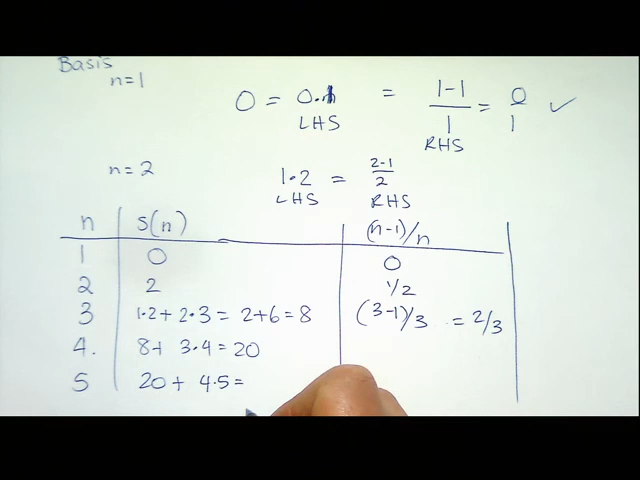 Basis
n=1
0 = 0.1 = 1-1/1 = 0/1 ✓
LHS RHS
n=2 1·2 = 2-1/2
LHS RHS
n S(n) (n-1)/n
1 0 0
2 2 1/2
3 1·2+2·3 = 2+6=8 (3-1)/3 = 2/3
4. 8+ 3·4=20
5 20+ 4·5=